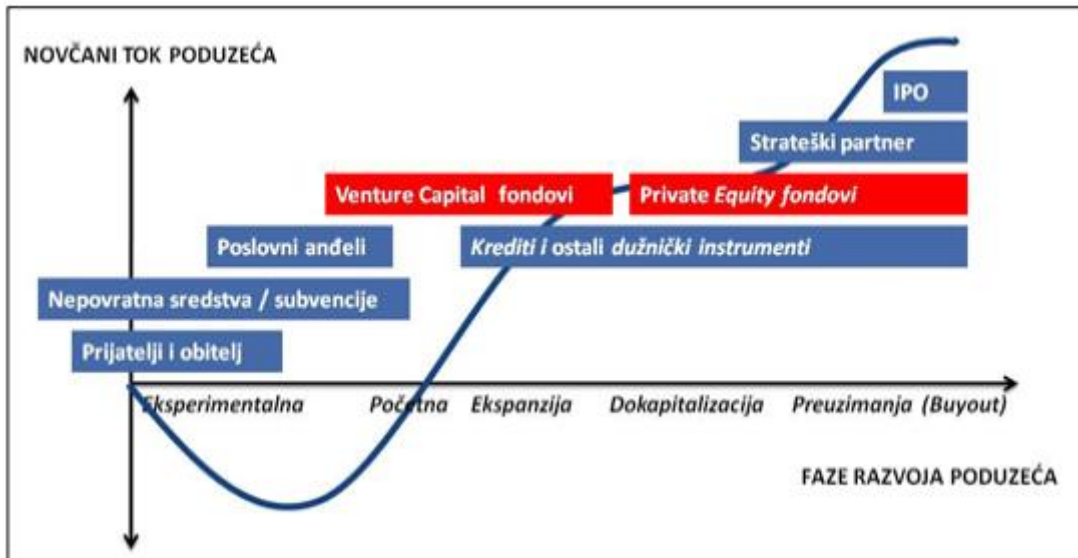 NOVČANI TOK PODUZEĆA
IPO
Strateški partner
Venture Capital fondovi
Private Equity fondovi
Poslovni anđeli
Krediti i ostali dužnički instrumenti
Nepovratna sredstva / subvencije
Prijatelji i obitelj
Eksperimentalna
Početna
Ekspanzija
Dokapitalizacija
Preuzimanja (Buyout)
FAZE RAZVOJA PODUZEĆA